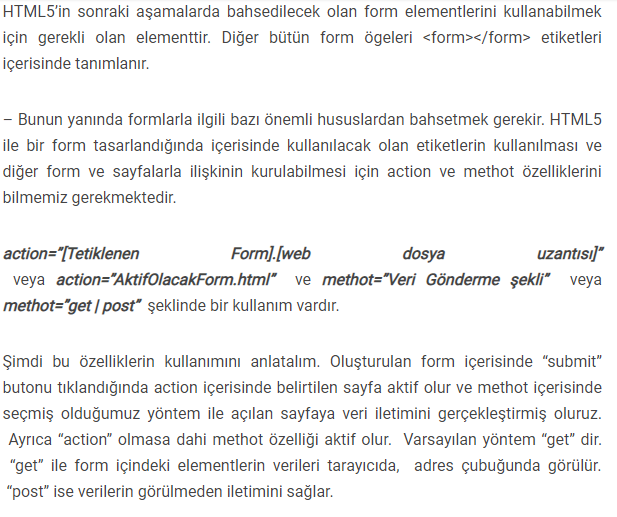 HTML5’in sonraki aşamalarda bahsedilecek olan form elementlerini kullanabilmek
için gerekli olan elementtir. Diğer bütün form ögeleri <form></form> etiketleri
içerisinde tanımlanır.
– Bunun yanında formlarla ilgili bazı önemli hususlardan bahsetmek gerekir. HTML5
ile bir form tasarlandığında içerisinde kullanılacak olan etiketlerin kullanılması ve
diğer form ve sayfalarla ilişkinin kurulabilmesi için action ve methot özelliklerini
bilmemiz gerekmektedir.
action=”[Tetiklenen Form].[web dosya uzantısı]”
veya action=”AktifOlacakForm.html” ve methot=”Veri Gönderme şekli” veya
methot=”get | post” şeklinde bir kullanım vardır.
Şimdi bu özelliklerin kullanımını anlatalım. Oluşturulan form içerisinde “submit”
butonu tıklandığında action içerisinde belirtilen sayfa aktif olur ve methot içerisinde
seçmiş olduğumuz yöntem ile açılan sayfaya veri iletimini gerçekleştirmiş oluruz.
Ayrıca “action” olmasa dahi methot özelliği aktif olur. Varsayılan yöntem “get” dir.
“get” ile form içindeki elementlerin verileri tarayıcıda, adres çubuğunda görülür.
“post” ise verilerin görülmeden iletimini sağlar.